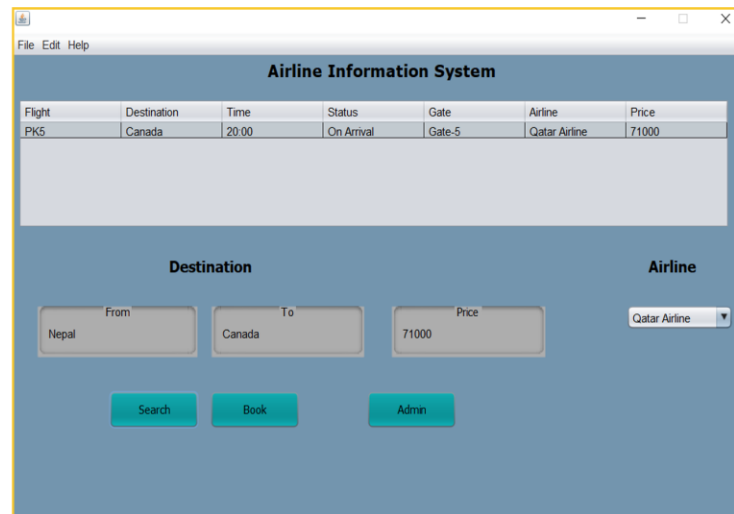 File Edit Help
Airline Information System
Flight Destination Time Status Gate Airline Price
PK5 Canada 20:00 On Arrival Gate-5 Qatar Airline 71000
Destination Airline
From To Price
Nepal Canada 71000 Qatar Airline
Search Book Admin